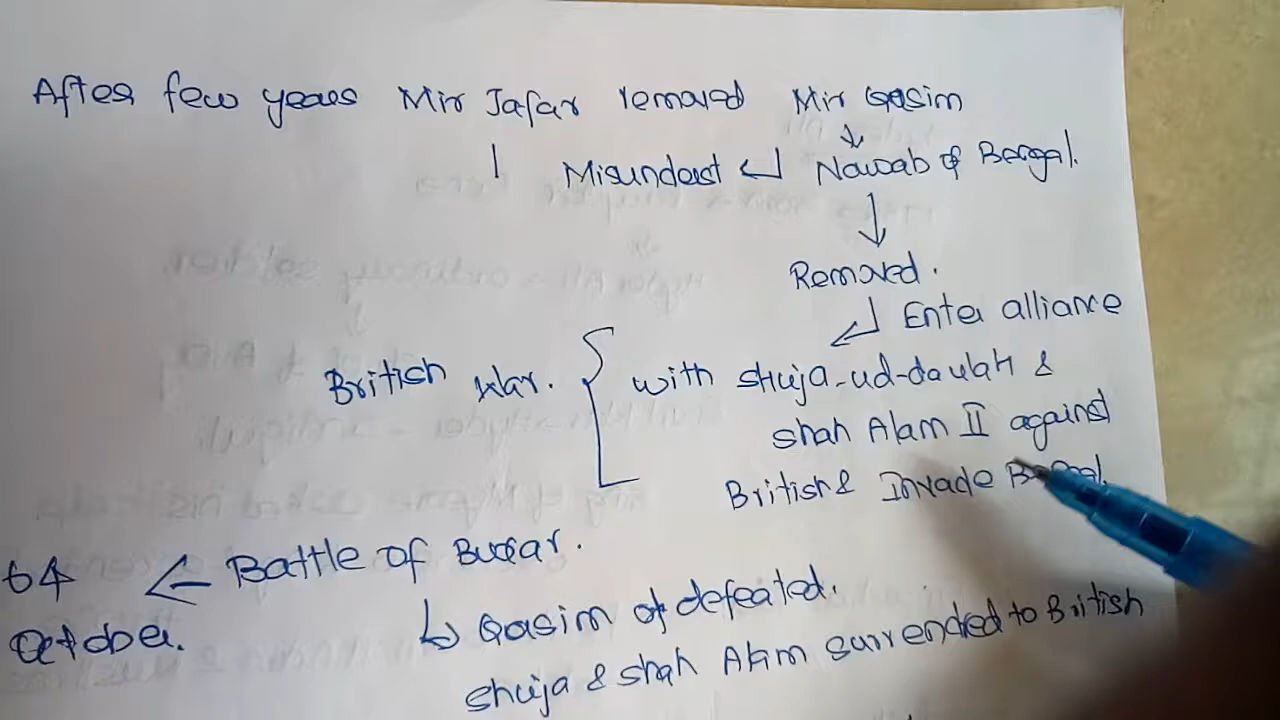 After few years Mir Jafar removed Mir Qasim
Misundest Nawab of Bengal.
Removed.
Enter alliance
British War. with Shuja-ud-daulah &
Shah Alam II against
British & Invade
64 Battle of Buxar.
October. Qasim of defeated.
Shuja & Shah Alam surrended to British